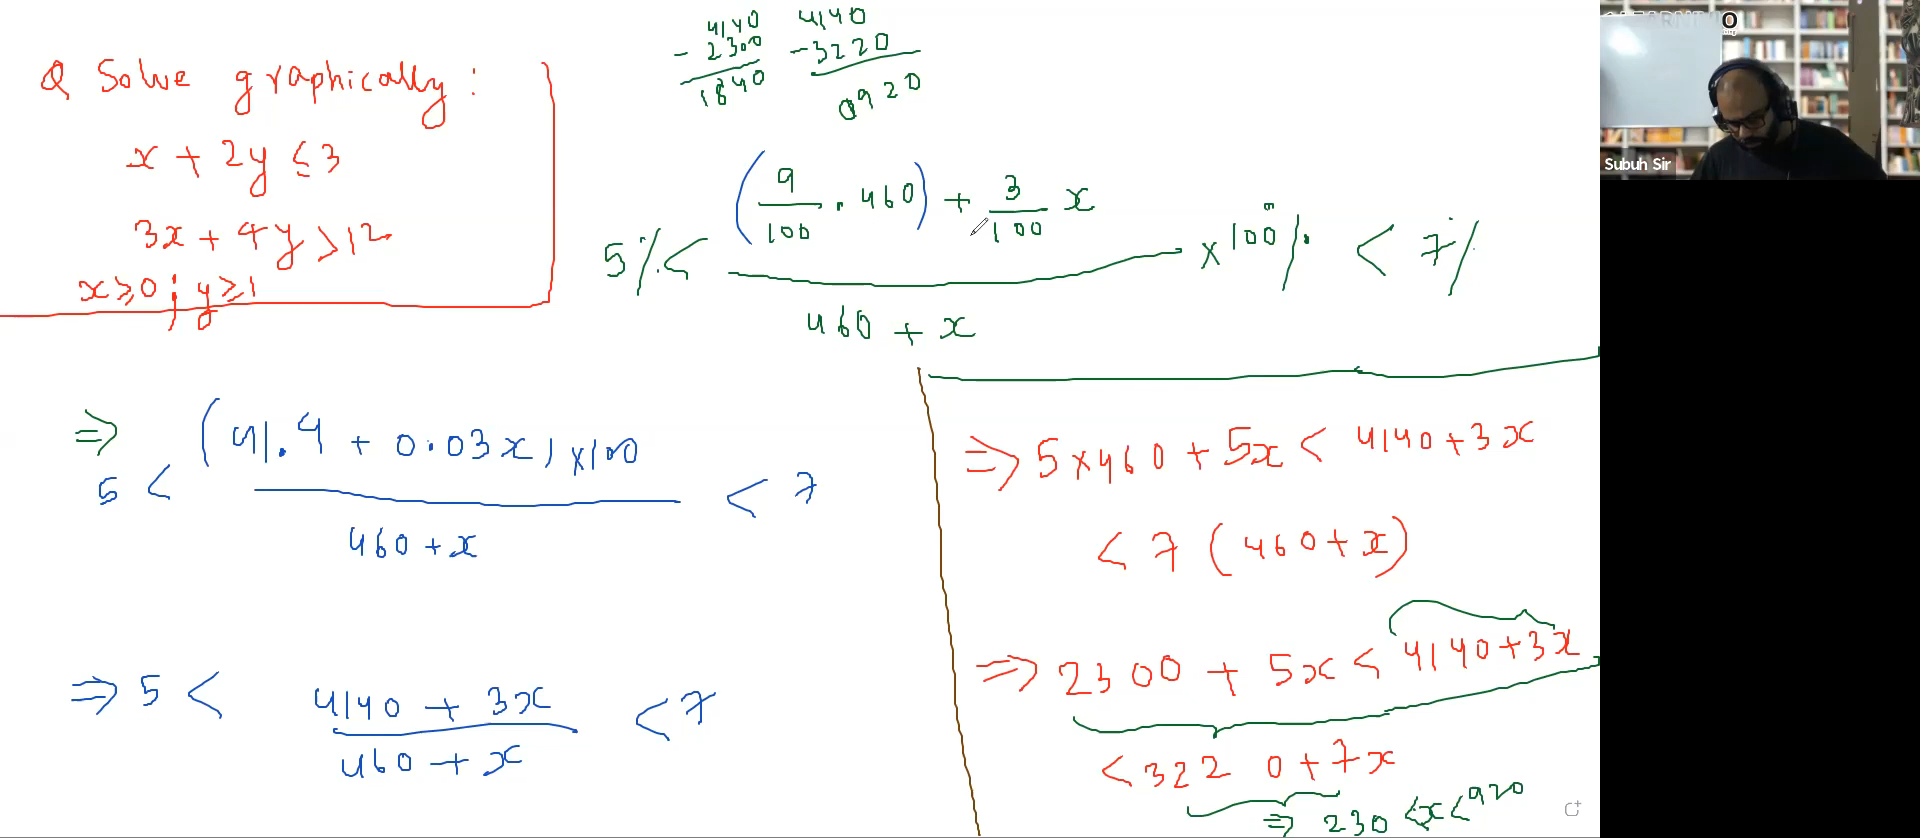 Q Solve graphically:
x + 2y ≤ 3
3x + 4y > 12
x ≥ 0 ; y ≥ 1
4140
- 2300
1840
4140
- 3220
0920
5% < ((9/100 . 460) + 3/100 x) / (460 + x) × 100% < 7%
⇒ 5 < ((41.4 + 0.03x) × 100) / (460 + x) < 7
⇒ 5 < (4140 + 3x) / (460 + x) < 7
⇒ 5 × 460 + 5x < 4140 + 3x
< 7 (460 + x)
⇒ 2300 + 5x < 4140 + 3x
< 3220 + 7x
⇒ 230 < x < 920
Subuh Sir